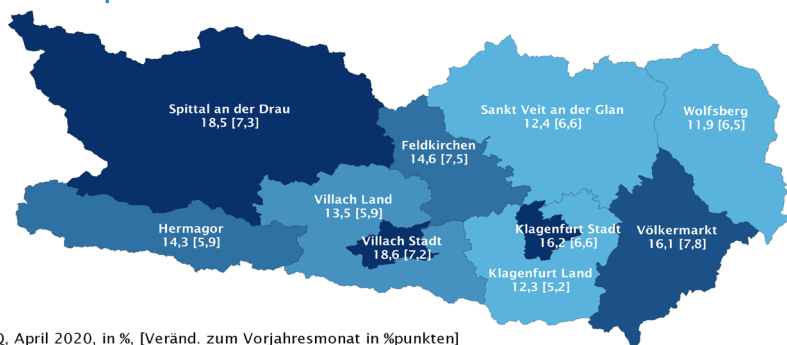 Spittal an der Drau
18,5 [7,3]
Sankt Veit an der Glan
12,4 [6,6]
Wolfsberg
11,9 [6,5]
Feldkirchen
14,6 [7,5]
Villach Land
13,5 [5,9]
Hermagor
14,3 [5,9]
Villach Stadt
18,6 [7,2]
Klagenfurt Stadt
16,2 [6,6]
Völkermarkt
16,1 [7,8]
Klagenfurt Land
12,3 [5,2]
, April 2020, in %, [Veränd. zum Vorjahresmonat in %punkten]